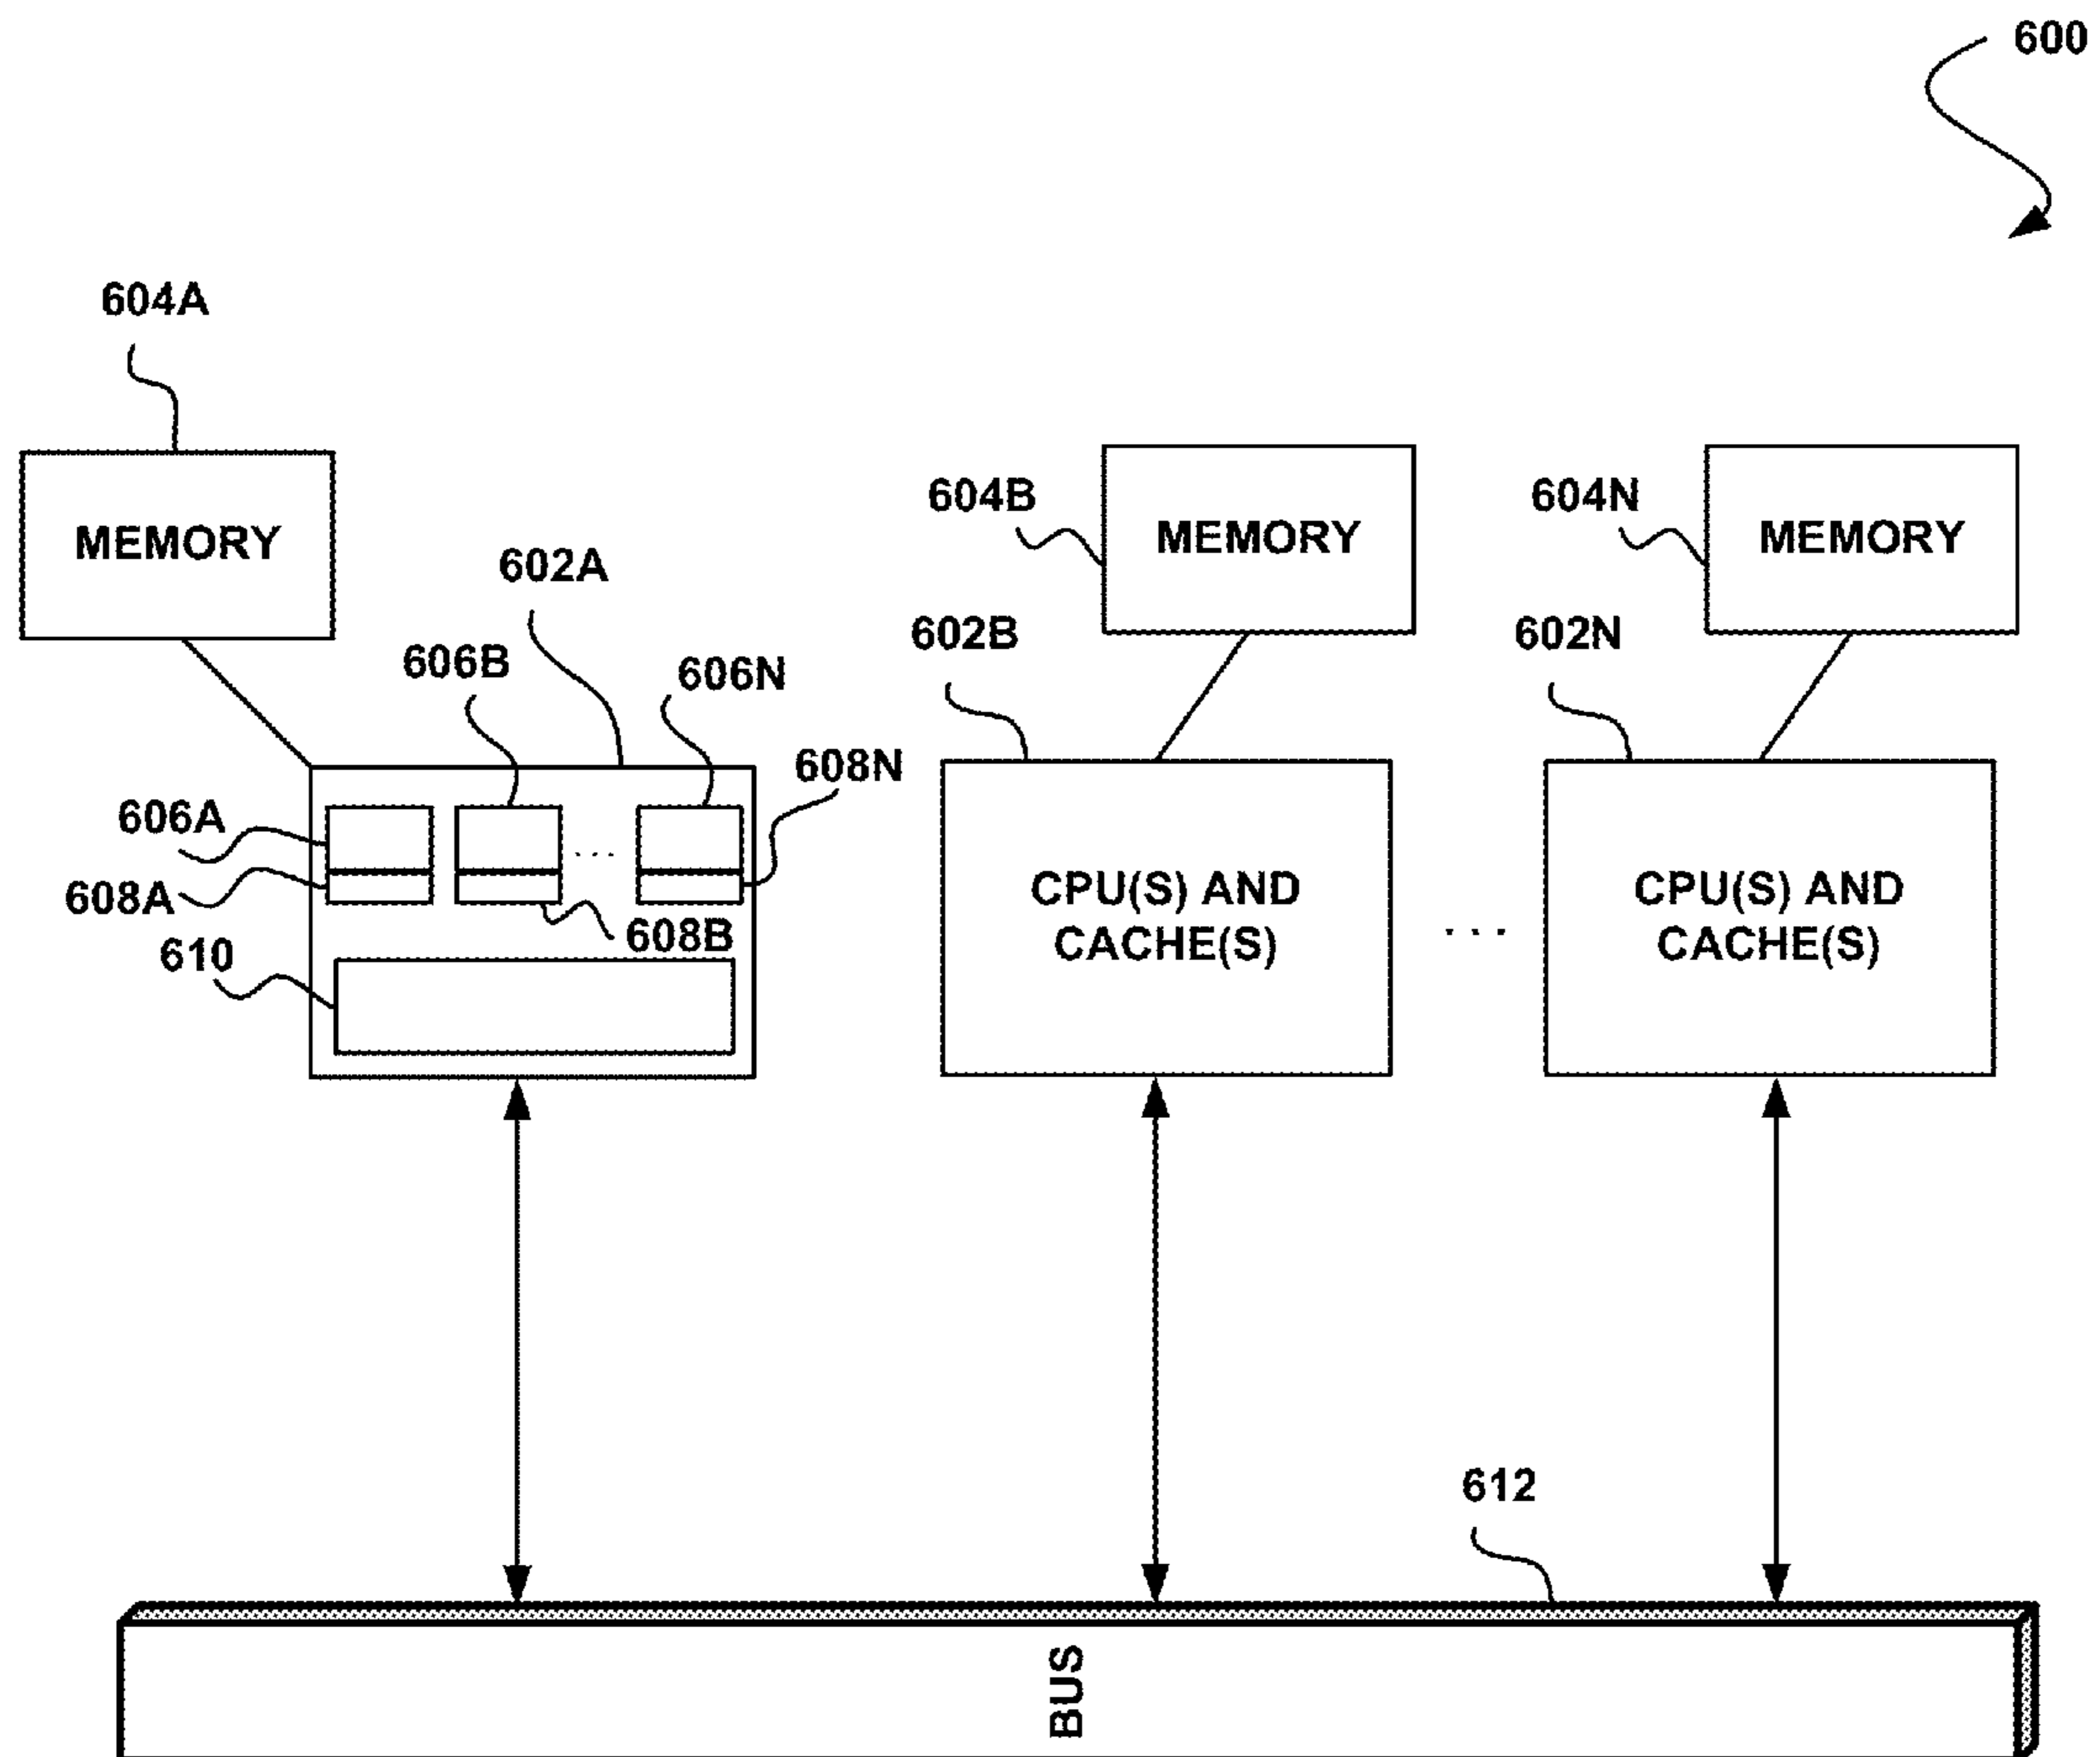 600
604A
MEMORY
604B
MEMORY
604N
MEMORY
602A
602B
602N
606B
606N
608N
606A
608A
608B
610
CPU(S) AND
CACHE(S)
...
CPU(S) AND
CACHE(S)
...
612
BUS